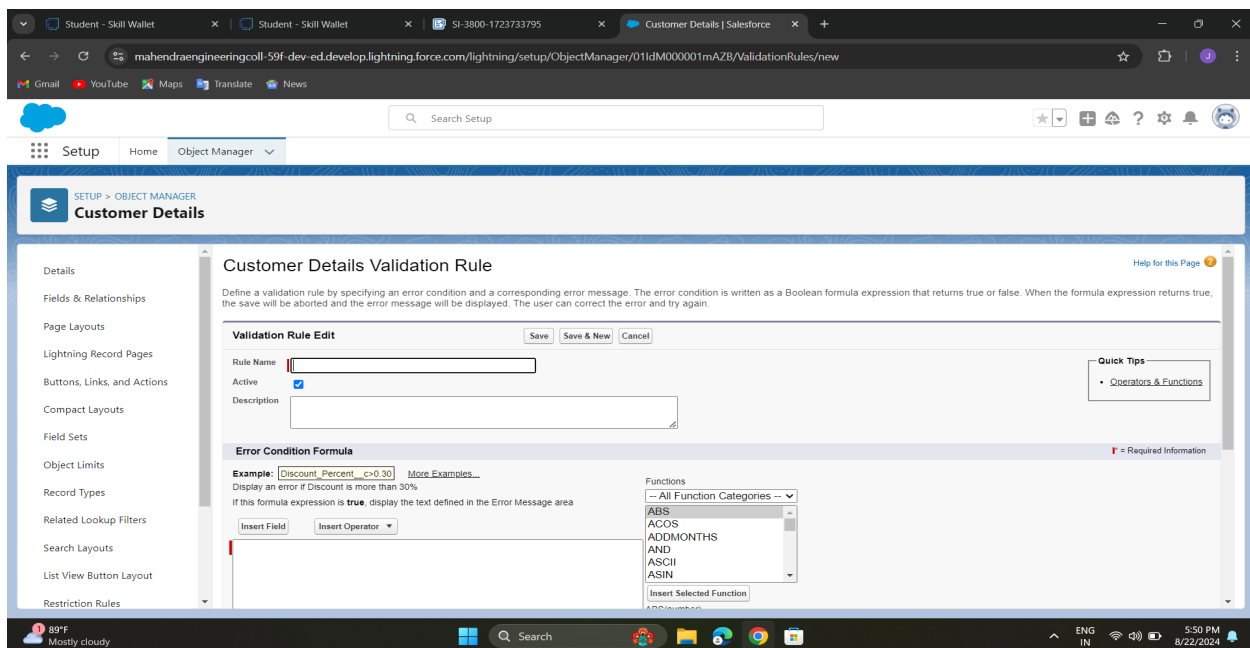 Student - Skill Wallet
Student - Skill Wallet
SI-3800-1723733795
Customer Details | Salesforce
mahendraengineeringcoll-59f-dev-ed.develop.lightning.force.com/lightning/setup/ObjectManager/01IdM000001mAZB/ValidationRules/new
J
Gmail
YouTube
Maps
Translate
News
Search Setup
Setup
Home
Object Manager
SETUP > OBJECT MANAGER
Customer Details
Details
Fields & Relationships
Page Layouts
Lightning Record Pages
Buttons, Links, and Actions
Compact Layouts
Field Sets
Object Limits
Record Types
Related Lookup Filters
Search Layouts
List View Button Layout
Restriction Rules
Customer Details Validation Rule
Help for this Page
Define a validation rule by specifying an error condition and a corresponding error message. The error condition is written as a Boolean formula expression that returns true or false. When the formula expression returns true,
the save will be aborted and the error message will be displayed. The user can correct the error and try again.
Validation Rule Edit
Save
Save & New
Cancel
Rule Name
Active
Description
Quick Tips
• Operators & Functions
Error Condition Formula
= Required Information
Example: Discount_Percent__c>0.30 More Examples...
Display an error if Discount is more than 30%
If this formula expression is true, display the text defined in the Error Message area
Insert Field
Insert Operator
Functions
-- All Function Categories --
ABS
ACOS
ADDMONTHS
AND
ASCII
ASIN
Insert Selected Function
ABS(number)
1
89°F
Mostly cloudy
Search
ENG
IN
5:50 PM
8/22/2024